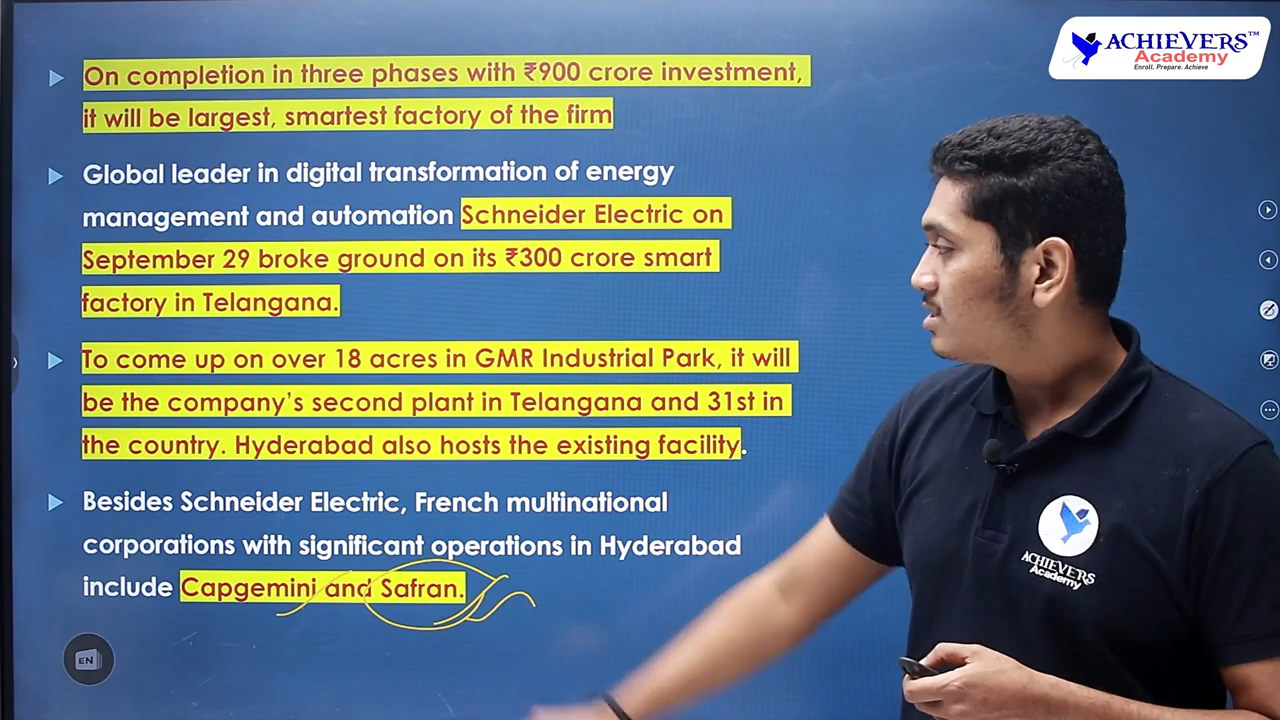 ACHIEVERS™
Academy
Enroll. Prepare. Achieve
On completion in three phases with ₹900 crore investment,
it will be largest, smartest factory of the firm
Global leader in digital transformation of energy
management and automation Schneider Electric on
September 29 broke ground on its ₹300 crore smart
factory in Telangana.
To come up on over 18 acres in GMR Industrial Park, it will
be the company's second plant in Telangana and 31st in
the country. Hyderabad also hosts the existing facility.
Besides Schneider Electric, French multinational
corporations with significant operations in Hyderabad
include Capgemini and Safran.
EN
ACHIEVERS
Academy